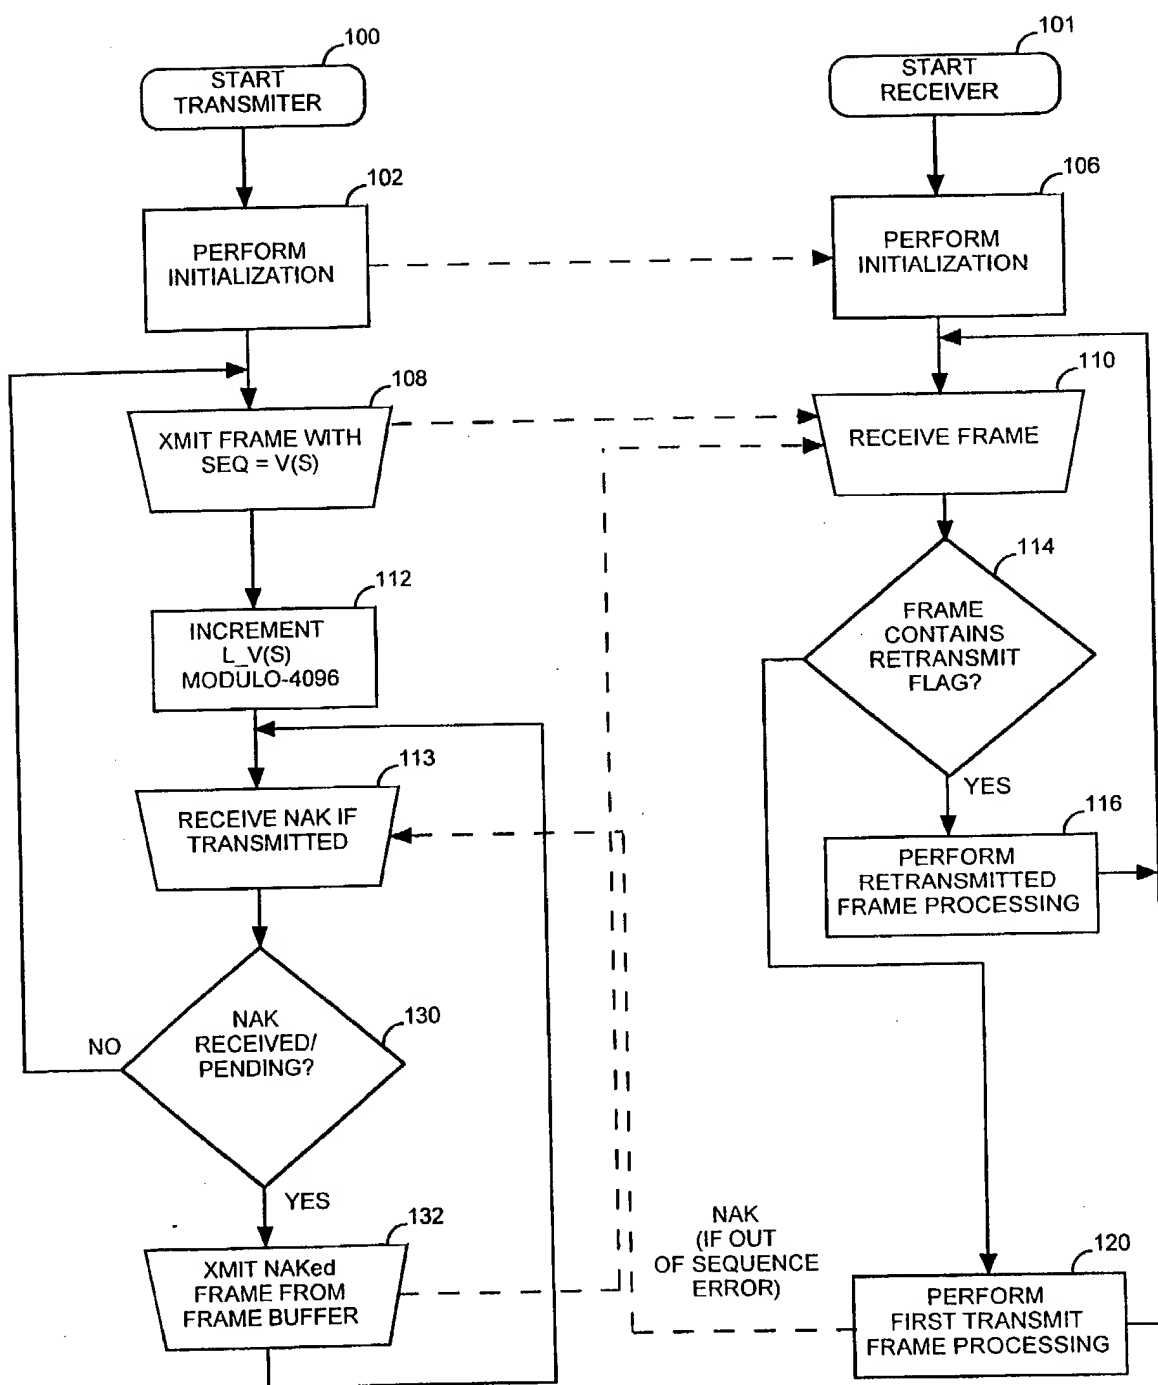 100
START
TRANSMITER
102
PERFORM
INITIALIZATION
108
XMIT FRAME WITH
SEQ = V(S)
112
INCREMENT
L_V(S)
MODULO-4096
113
RECEIVE NAK IF
TRANSMITTED
130
NAK
RECEIVED/
PENDING?
NO
YES
132
XMIT NAKed
FRAME FROM
FRAME BUFFER
101
START
RECEIVER
106
PERFORM
INITIALIZATION
110
RECEIVE FRAME
114
FRAME
CONTAINS
RETRANSMIT
FLAG?
YES
116
PERFORM
RETRANSMITTED
FRAME PROCESSING
NAK
(IF OUT
OF SEQUENCE
ERROR)
120
PERFORM
FIRST TRANSMIT
FRAME PROCESSING